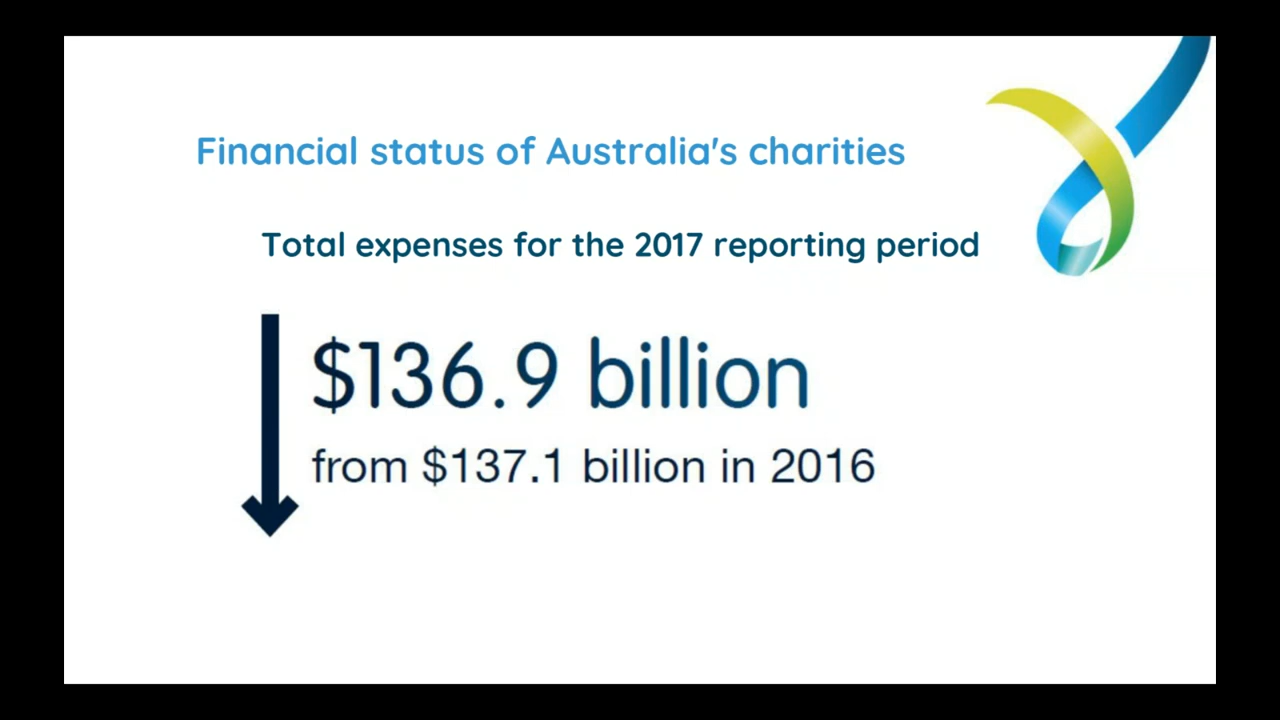 Financial status of Australia's charities
Total expenses for the 2017 reporting period
$136.9 billion
from $137.1 billion in 2016